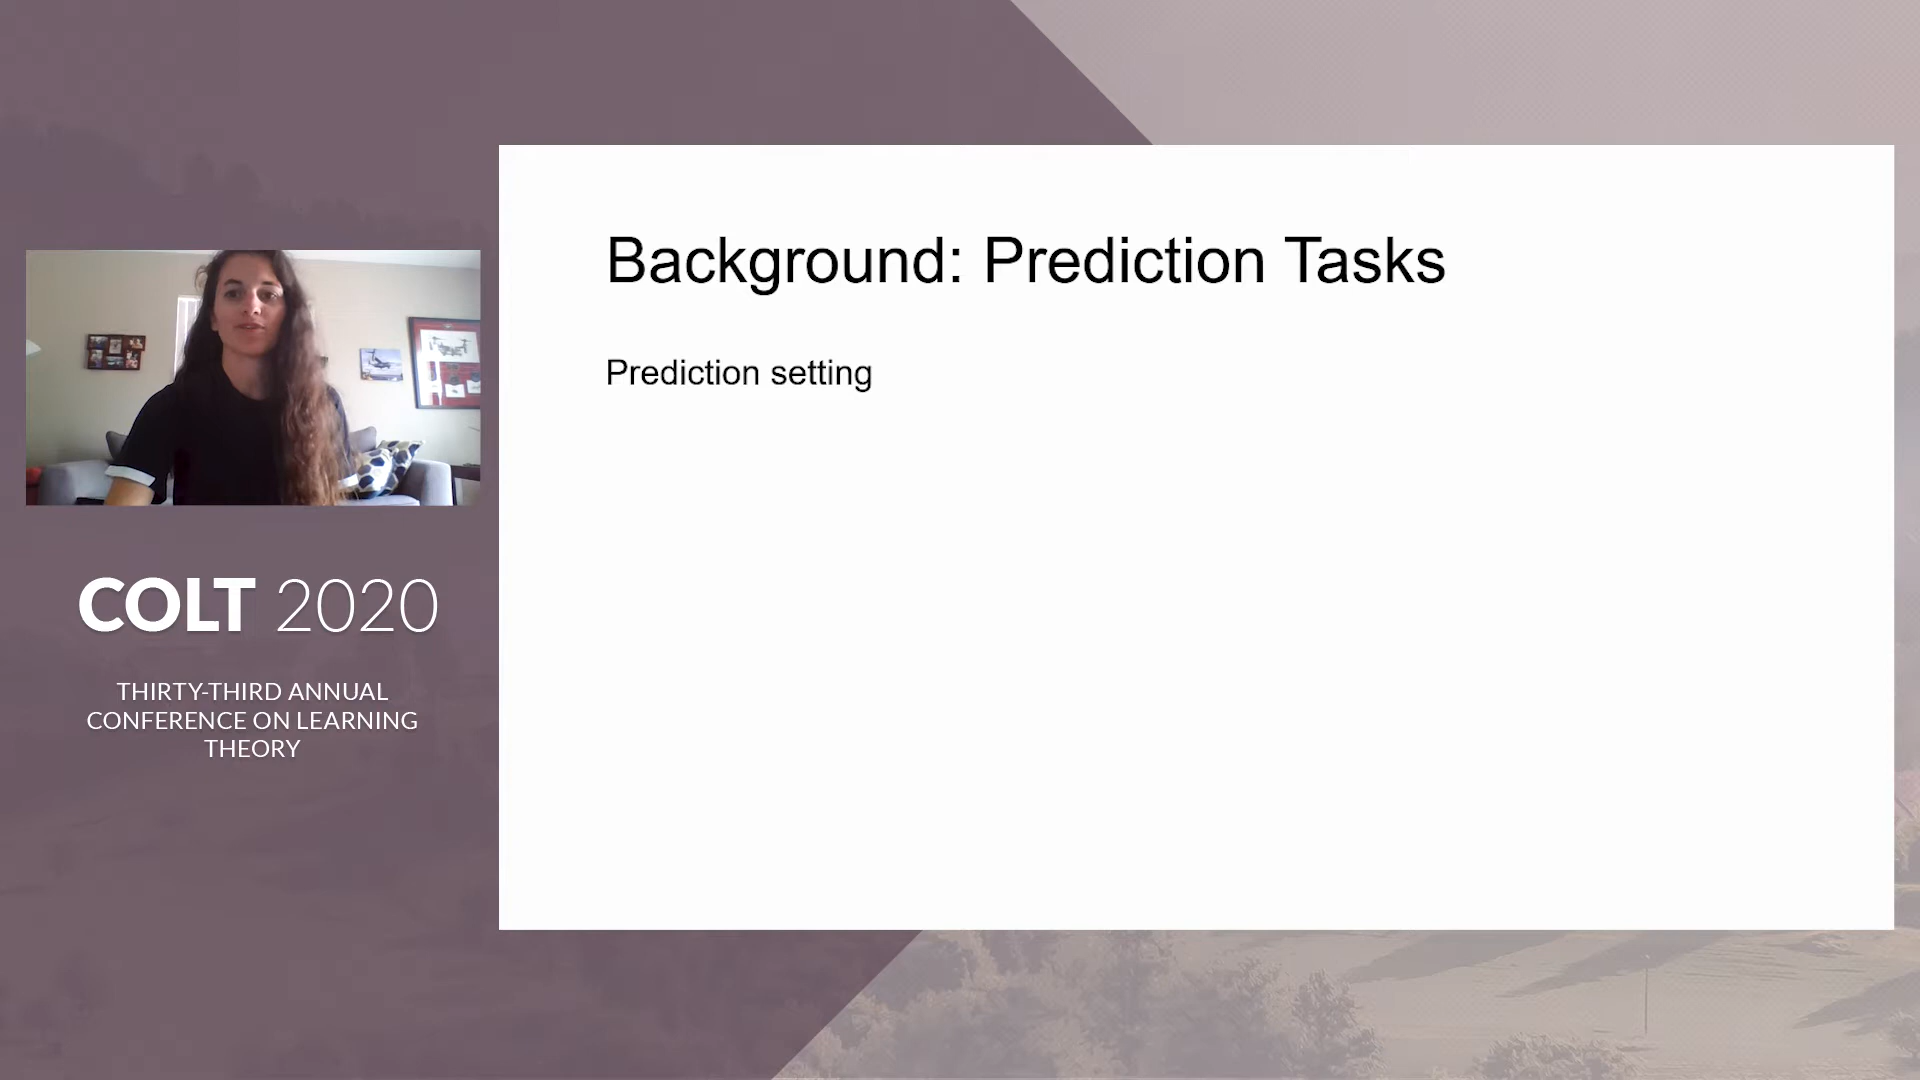 Background: Prediction Tasks
Prediction setting
COLT 2020
THIRTY-THIRD ANNUAL
CONFERENCE ON LEARNING
THEORY